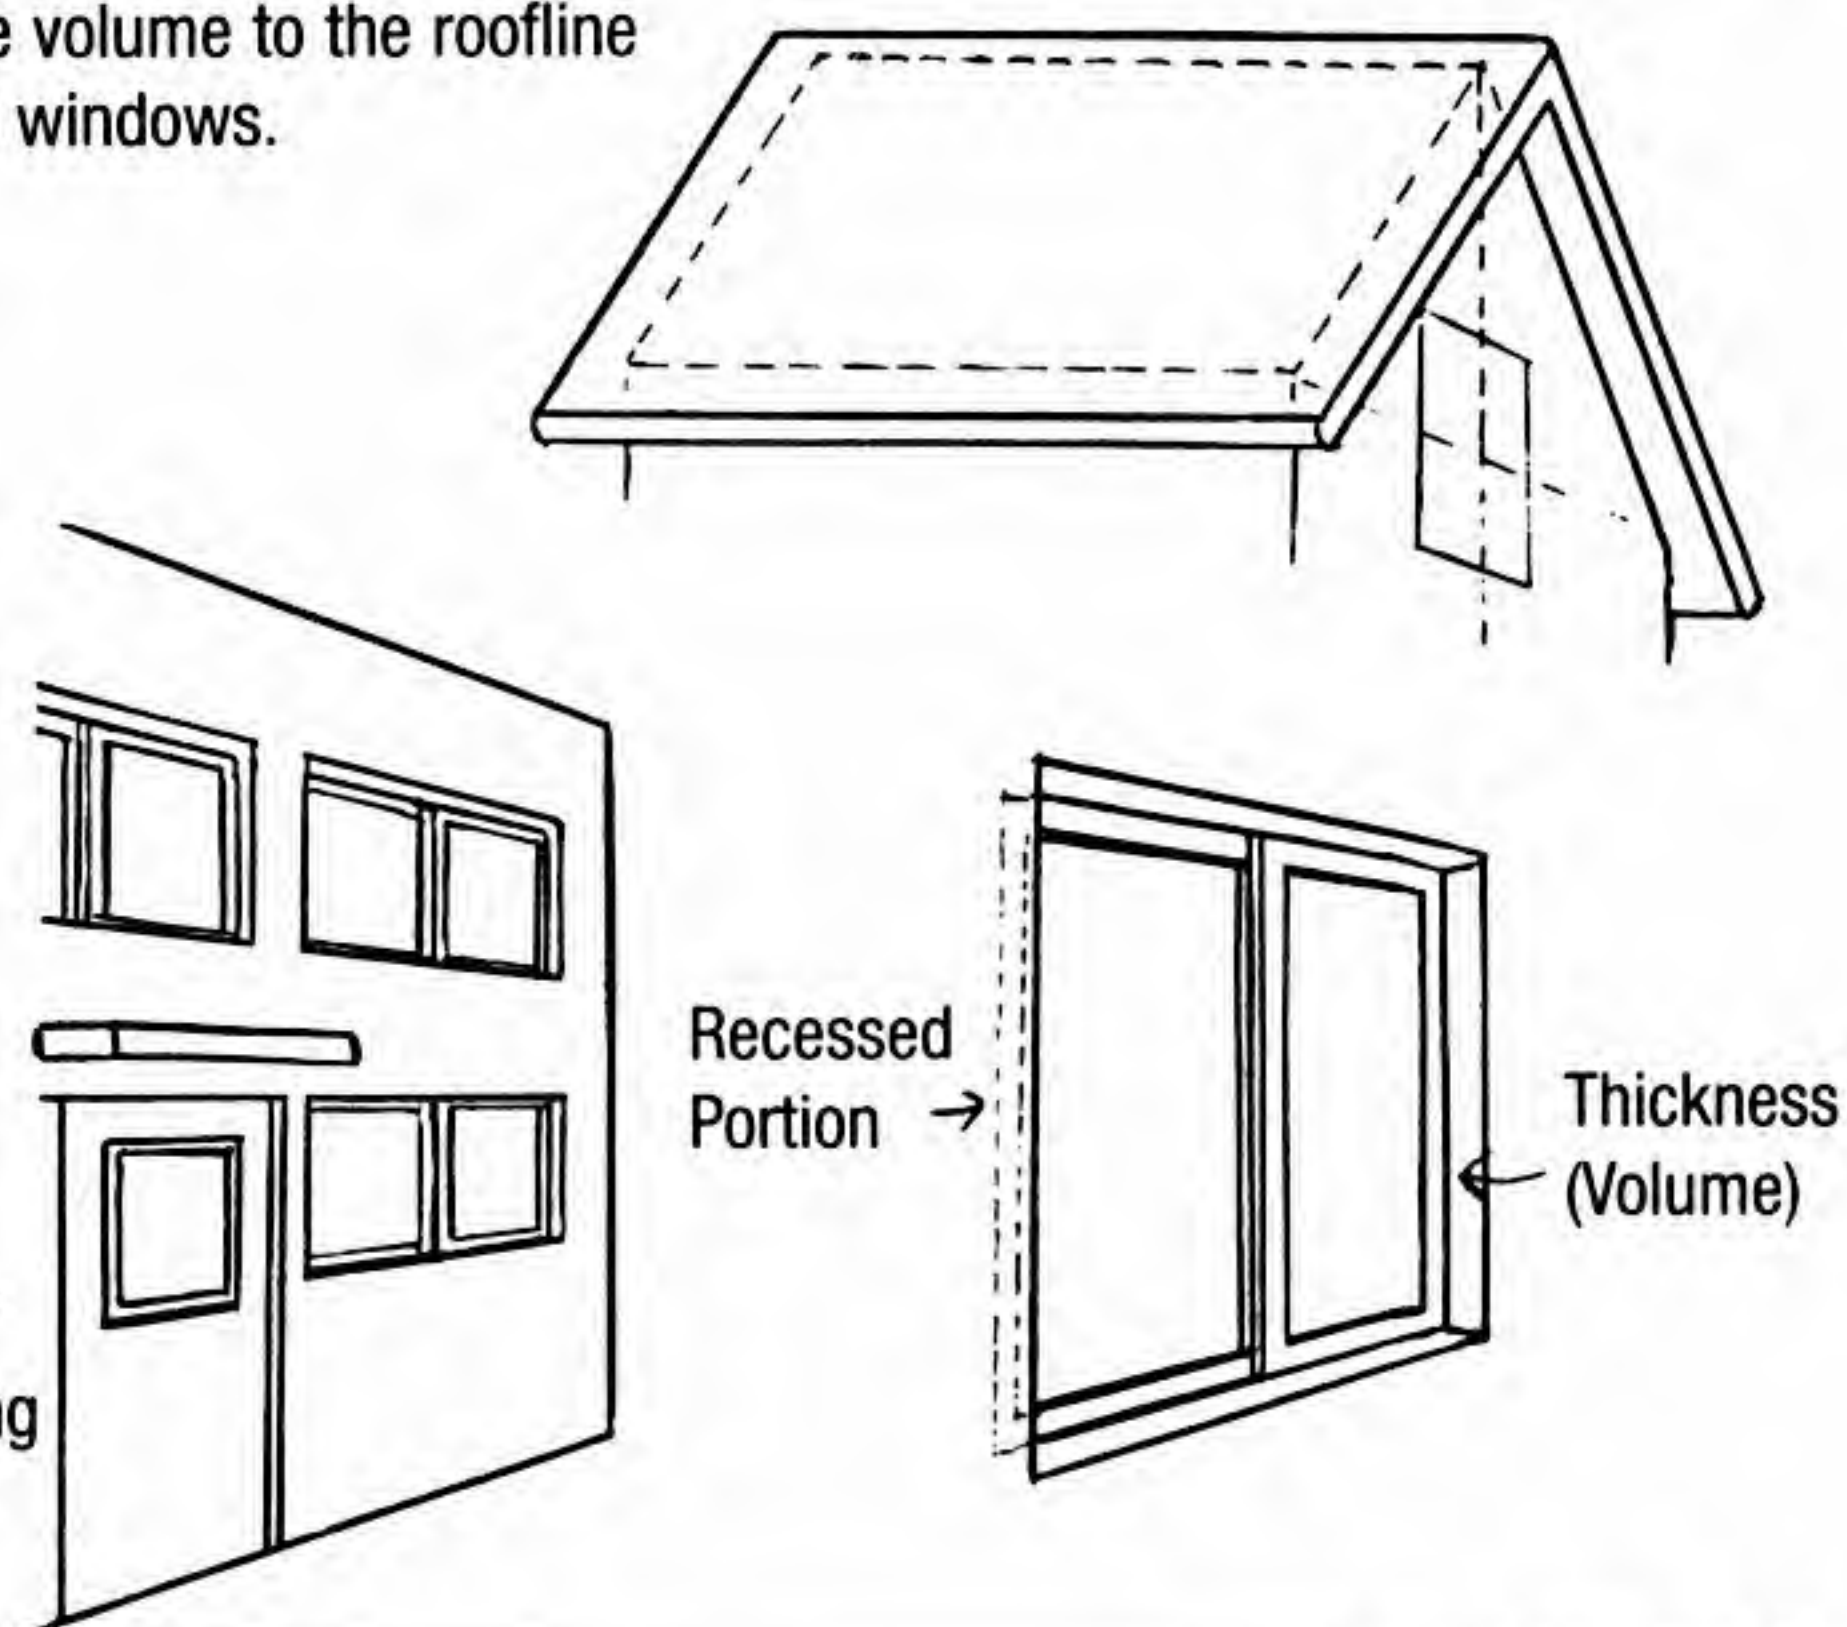 e volume to the roofline
windows.
Recessed
Portion
Thickness
(Volume)
g